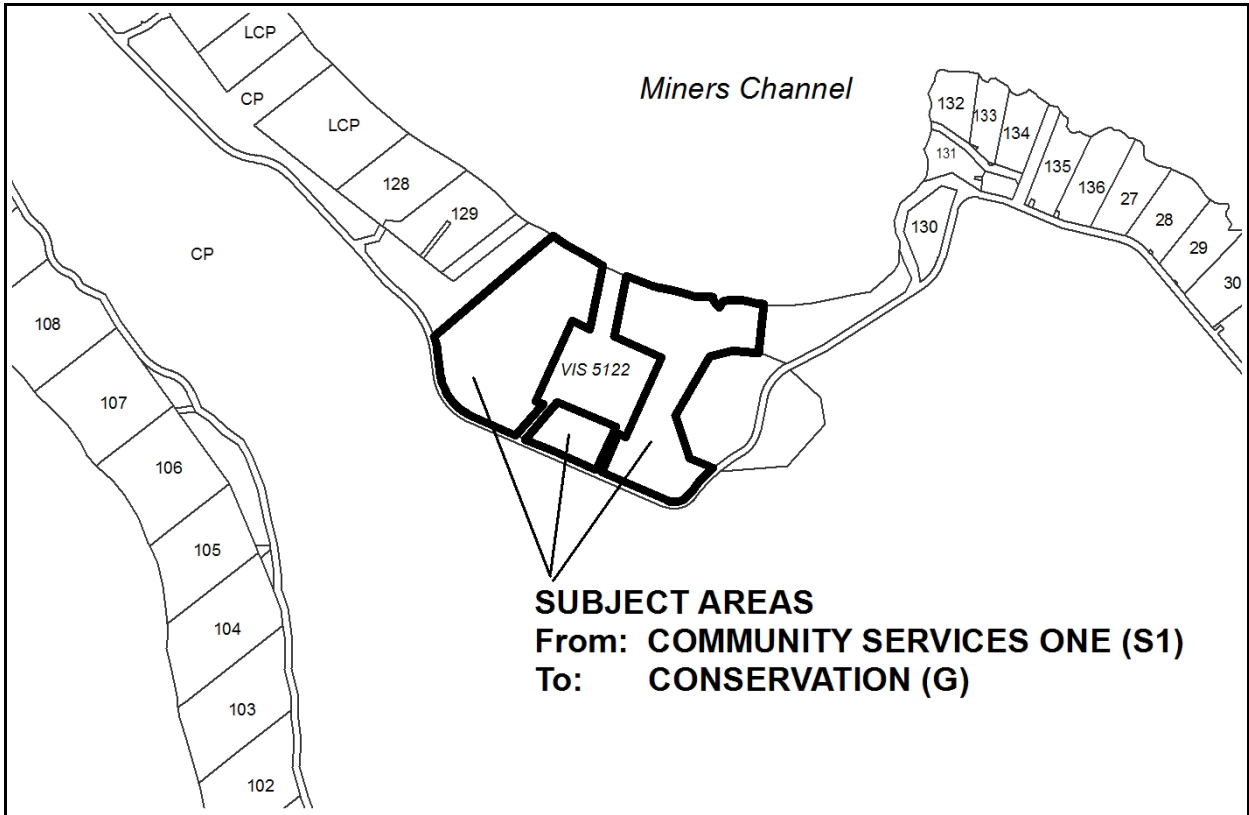 LCP
Miners Channel
CP
132
133
134
LCP
131
135
136
128
27
129
28
130
29
CP
30
108
VIS 5122
107
106
105
SUBJECT AREAS
104
From: COMMUNITY SERVICES ONE (S1)
To: CONSERVATION (G)
103
102